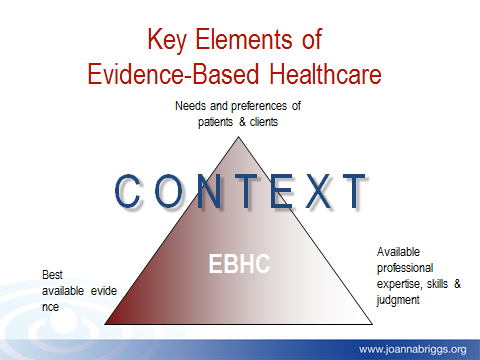 Key Elements of
Evidence-Based Healthcare
Needs and preferences of
patients & clients
CONTEXT
EBHC
Best
available evide
nce
Available
professional
expertise, skills &
judgment
www.joannabriggs.org